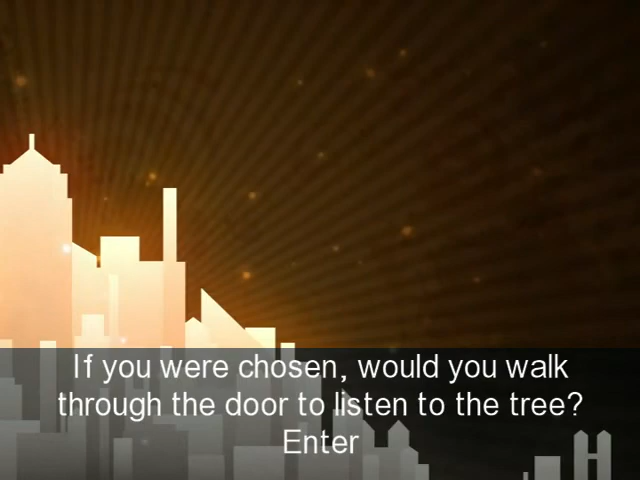 If you were chosen, would you walk
through the door to listen to the tree?
Enter